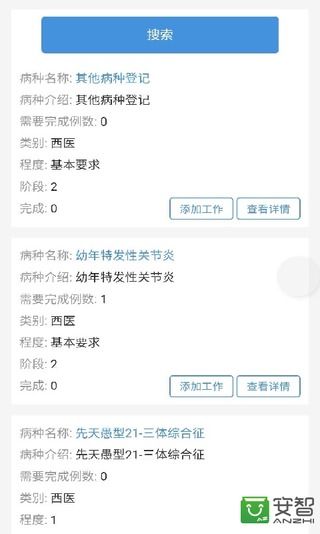 搜索
病种名称: 其他病种登记
病种介绍: 其他病种登记
需要完成例数: 0
类别: 西医
程度: 基本要求
阶段: 2
完成: 0 添加工作 查看详情
病种名称: 幼年特发性关节炎
病种介绍: 幼年特发性关节炎
需要完成例数: 1
类别: 西医
程度: 基本要求
阶段: 2
完成: 0 添加工作 查看详情
病种名称: 先天愚型21-三体综合征
病种介绍: 先天愚型21-三体综合征
需要完成例数: 0
类别: 西医
程度: 1
安智
ANZHI